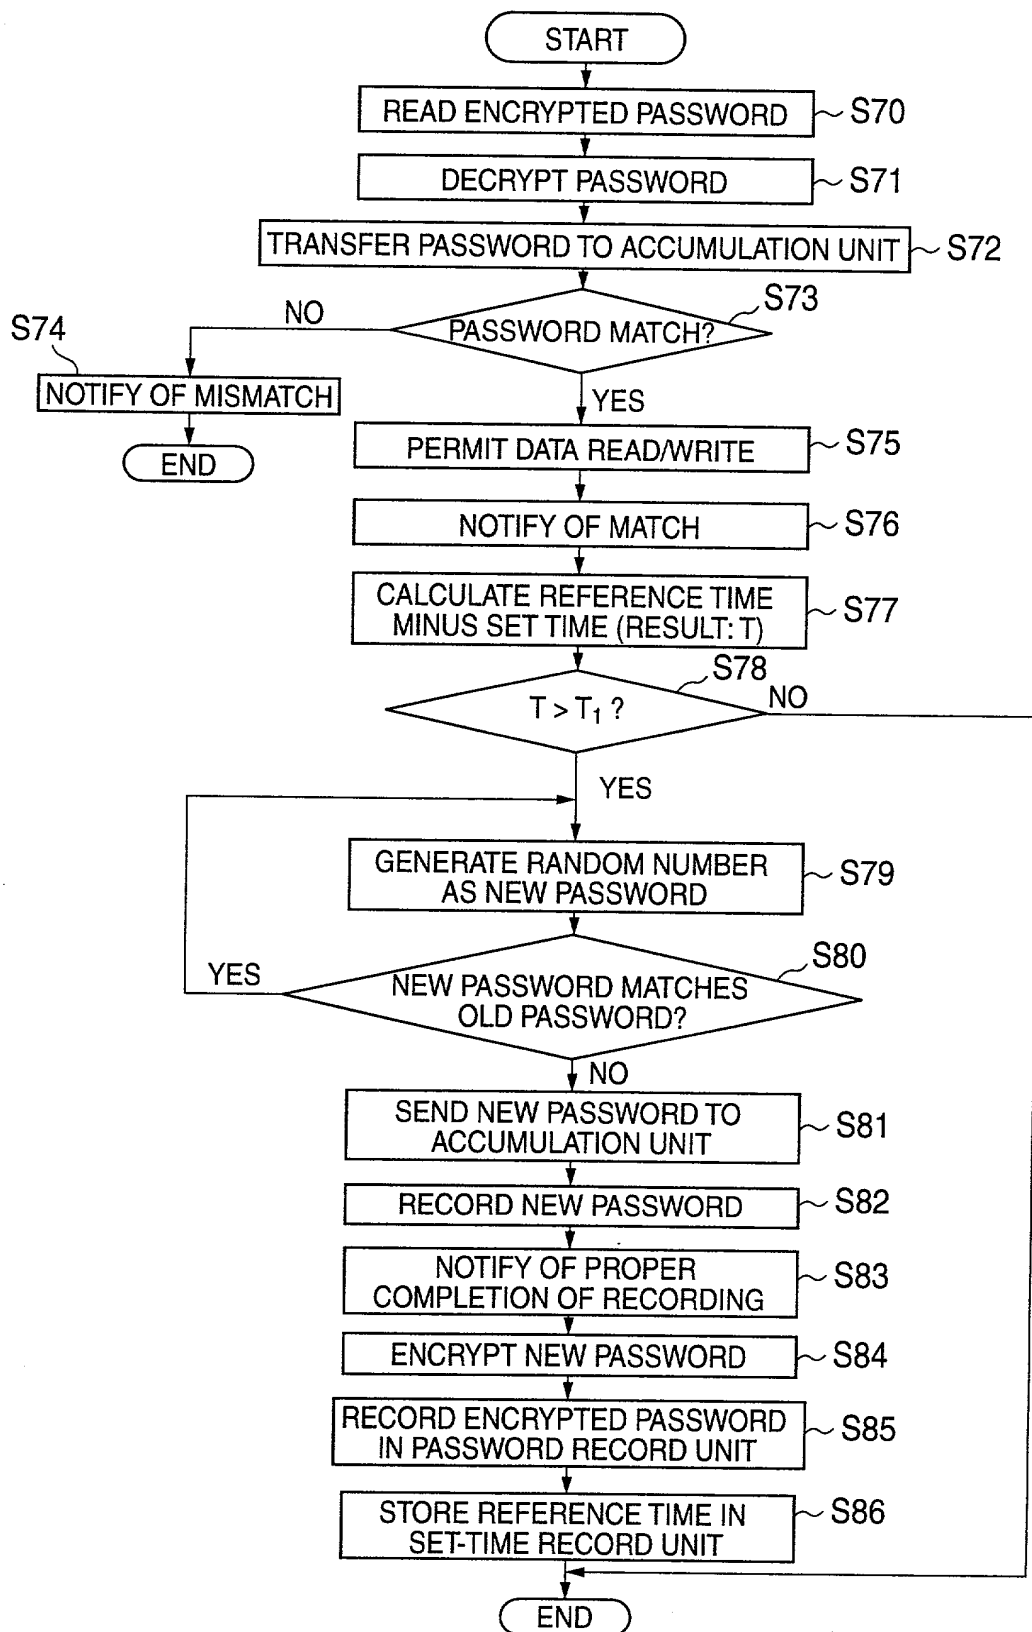 START
READ ENCRYPTED PASSWORD
S70
DECRYPT PASSWORD
S71
TRANSFER PASSWORD TO ACCUMULATION UNIT
S72
S73
PASSWORD MATCH?
NO
S74
NOTIFY OF MISMATCH
END
YES
PERMIT DATA READ/WRITE
S75
NOTIFY OF MATCH
S76
CALCULATE REFERENCE TIME
MINUS SET TIME (RESULT: T)
S77
S78
T > T1 ?
NO
YES
GENERATE RANDOM NUMBER
AS NEW PASSWORD
S79
S80
YES
NEW PASSWORD MATCHES
OLD PASSWORD?
NO
SEND NEW PASSWORD TO
ACCUMULATION UNIT
S81
RECORD NEW PASSWORD
S82
NOTIFY OF PROPER
COMPLETION OF RECORDING
S83
ENCRYPT NEW PASSWORD
S84
RECORD ENCRYPTED PASSWORD
IN PASSWORD RECORD UNIT
S85
STORE REFERENCE TIME IN
SET-TIME RECORD UNIT
S86
END